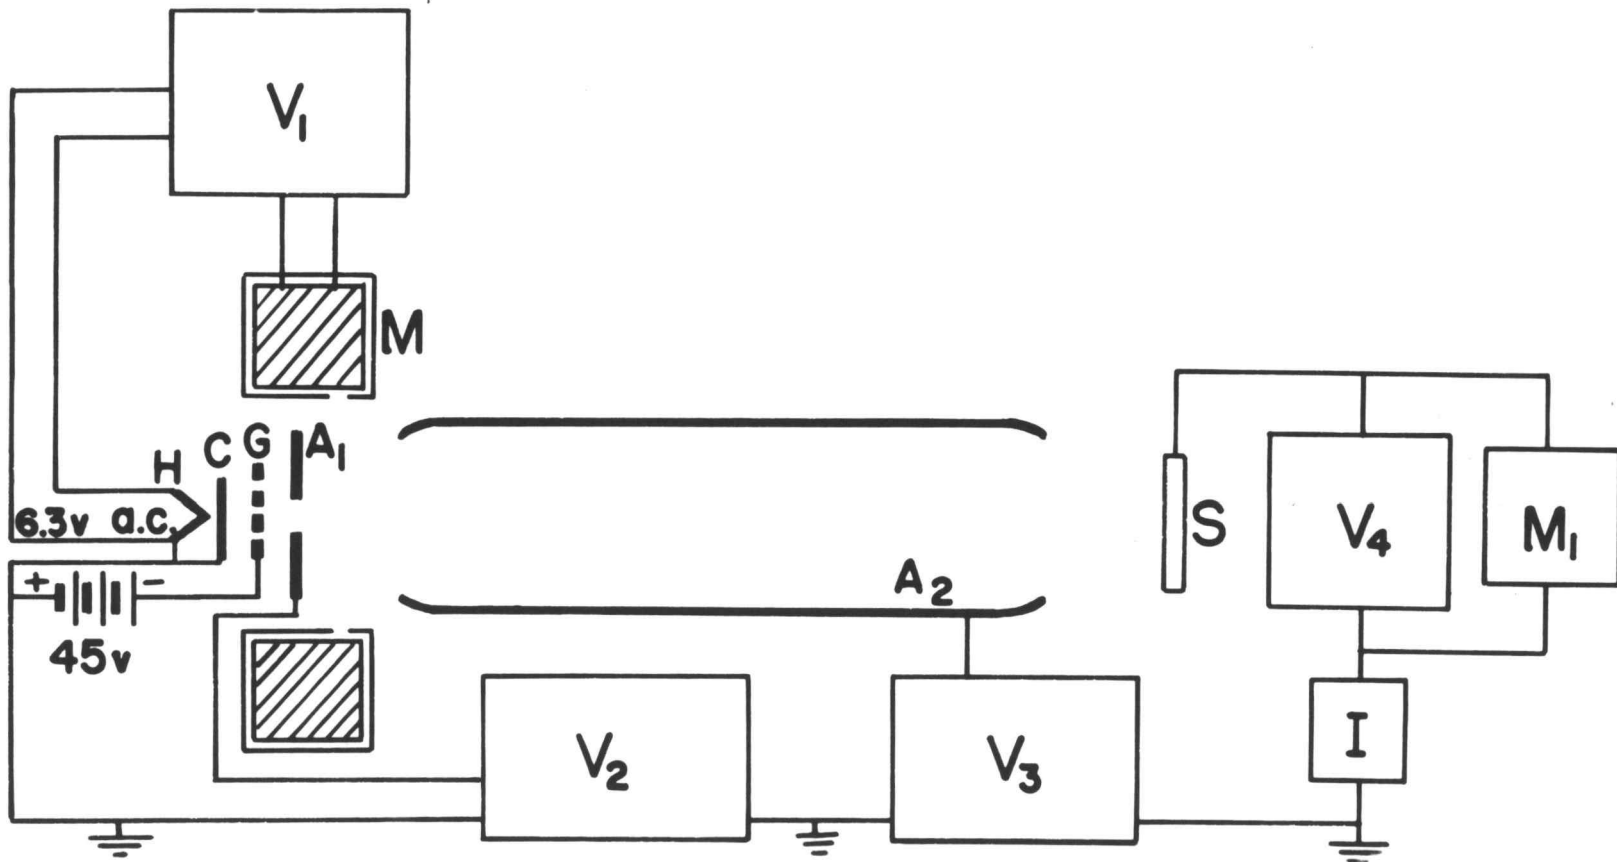 V₁
M
H C G A₁
6.3v a.c.
+ −
45v
A₂
S
V₄
M₁
V₂
V₃
I